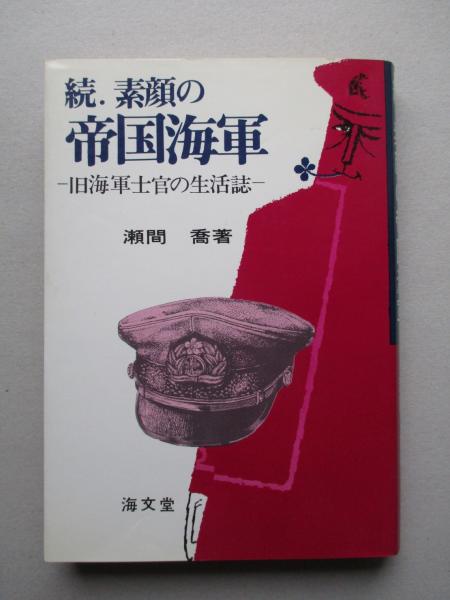 続.素顔の
帝国海軍
−旧海軍士官の生活誌−
瀬間 喬著
海文堂